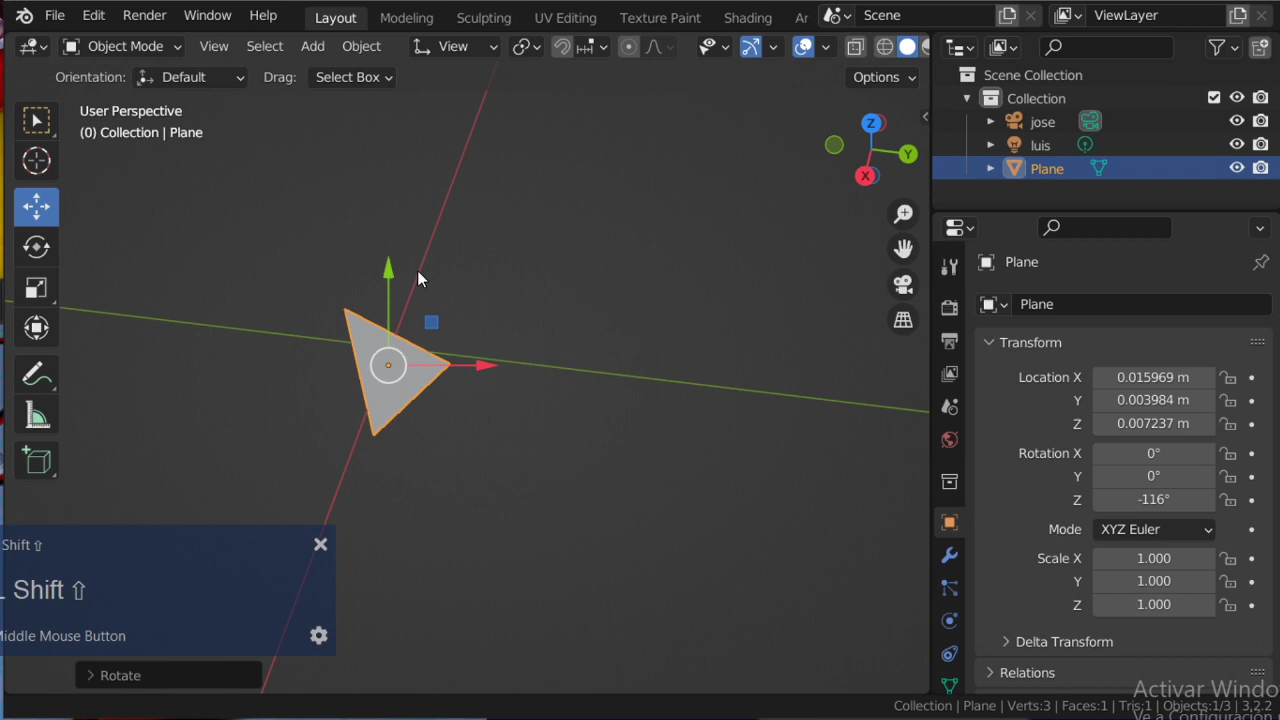 File Edit Render Window Help Layout Modeling Sculpting UV Editing Texture Paint Shading Scene ViewLayer
Object Mode View Select Add Object View
Orientation: Default Drag: Select Box Options
Scene Collection
Collection
jose
luis
Plane
User Perspective
(0) Collection | Plane
Z
Y
X
Plane
Plane
Transform
Location X 0.015969 m
Y 0.003984 m
Z 0.007237 m
Rotation X 0°
Y 0°
Z -116°
Mode XYZ Euler
Scale X 1.000
Y 1.000
Z 1.000
Delta Transform
Relations
Shift ⇧
Shift ⇧
Middle Mouse Button
Rotate
Activar Windo
Collection | Plane | Verts:3 | Faces:1 | Tris:1 | Objects:1/3 | 3.2.2